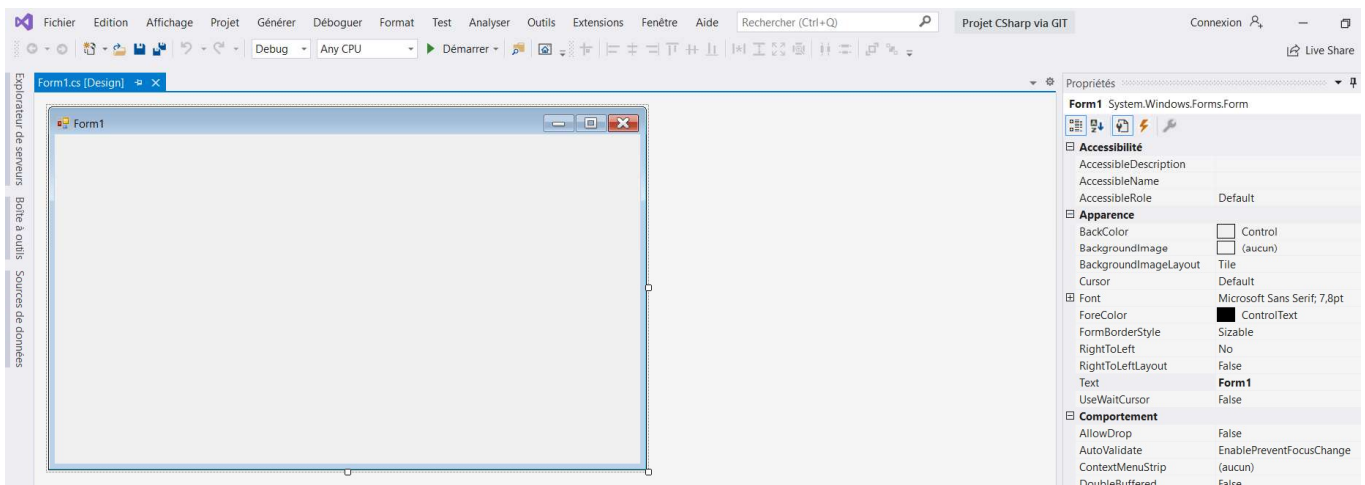 Fichier Edition Affichage Projet Générer Déboguer Format Test Analyser Outils Extensions Fenêtre Aide Rechercher (Ctrl+Q) Projet CSharp via GIT Connexion
Debug Any CPU Démarrer Live Share
Explorateur de serveurs
Boîte à outils
Sources de données
Form1.cs [Design]
Form1
Propriétés
Form1 System.Windows.Forms.Form
Accessibilité
AccessibleDescription
AccessibleName
AccessibleRole Default
Apparence
BackColor Control
BackgroundImage (aucun)
BackgroundImageLayout Tile
Cursor Default
Font Microsoft Sans Serif; 7,8pt
ForeColor ControlText
FormBorderStyle Sizable
RightToLeft No
RightToLeftLayout False
Text Form1
UseWaitCursor False
Comportement
AllowDrop False
AutoValidate EnablePreventFocusChange
ContextMenuStrip (aucun)
DoubleBuffered False